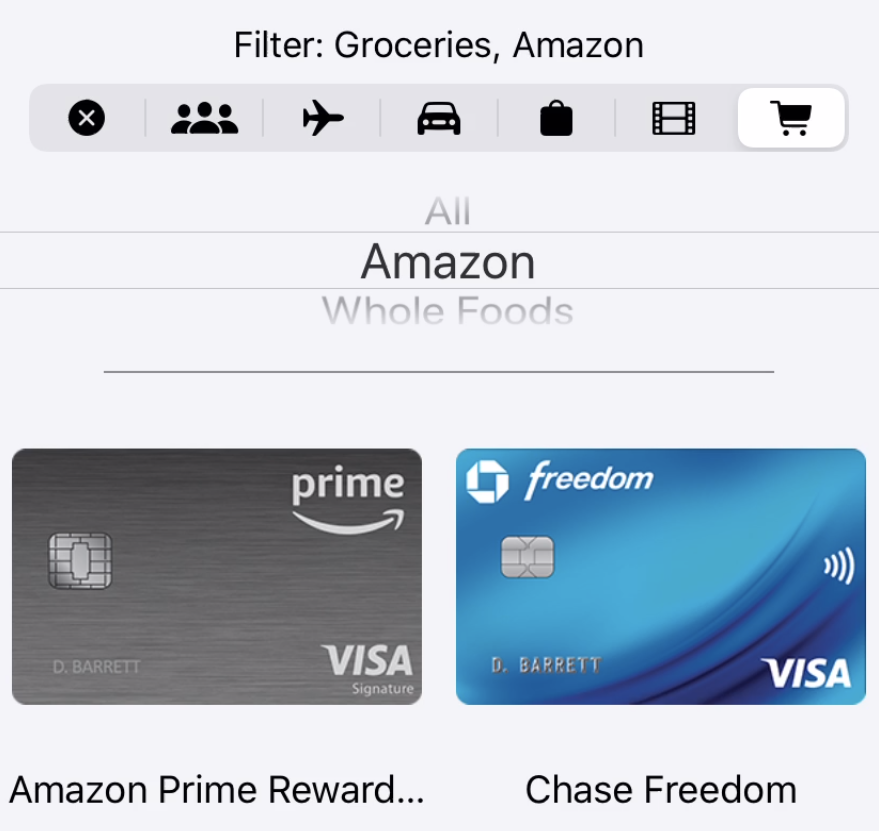 Filter: Groceries, Amazon
All
Amazon
Whole Foods
prime
freedom
D. BARRETT
VISA
Signature
D. BARRETT
VISA
Amazon Prime Reward...
Chase Freedom